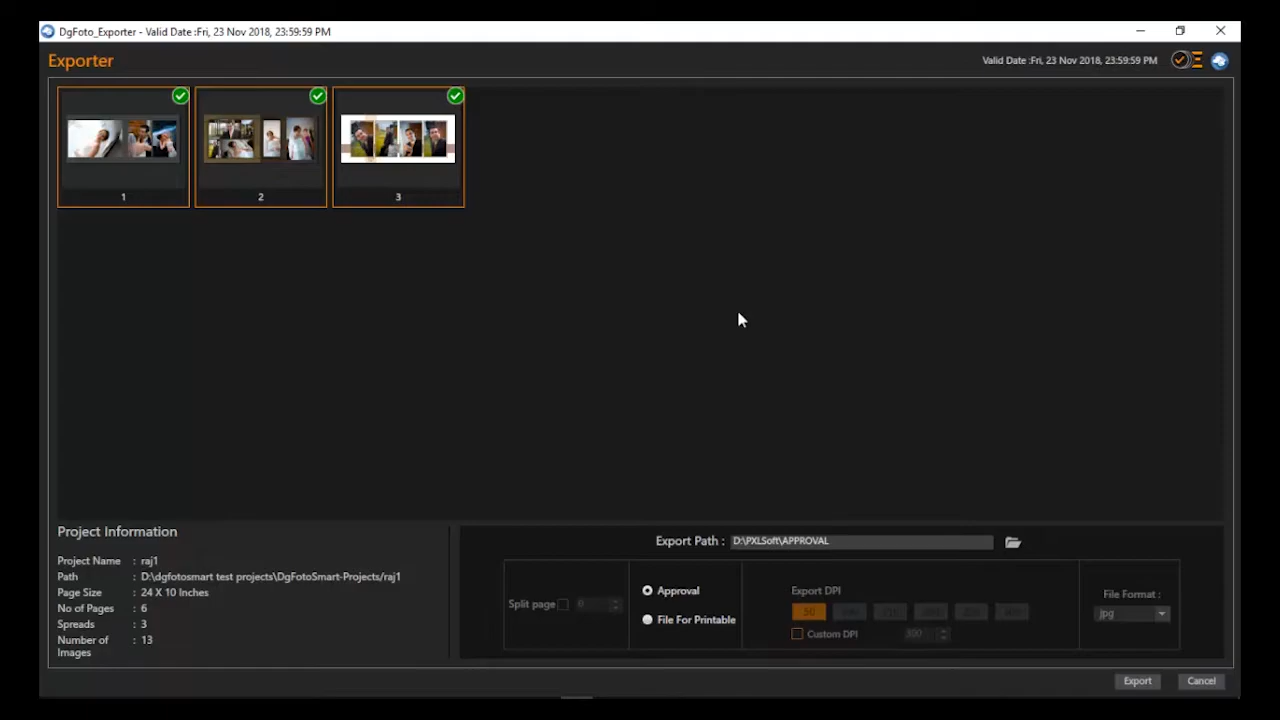 DgFoto_Exporter - Valid Date :Fri, 23 Nov 2018, 23:59:59 PM
Exporter
Valid Date :Fri, 23 Nov 2018, 23:59:59 PM
1
2
3
Project Information
Project Name : raj1
Path : D:\dgfotosmart test projects\DgFotoSmart-Projects/raj1
Page Size : 24 X 10 Inches
No of Pages : 6
Spreads : 3
Number of Images : 13
Export Path : D:\PXLSoft\APPROVAL
Split page 0
Approval
File For Printable
Export DPI
50
Custom DPI 300
File Format :
jpg
Export
Cancel